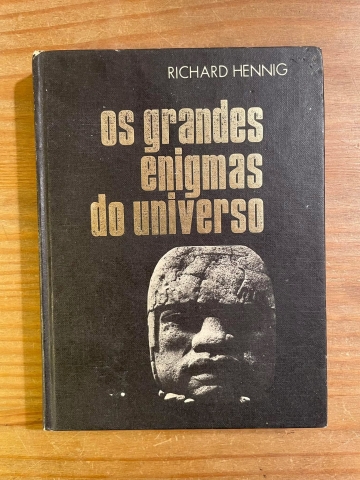 RICHARD HENNIG
os grandes
enigmas
do universo